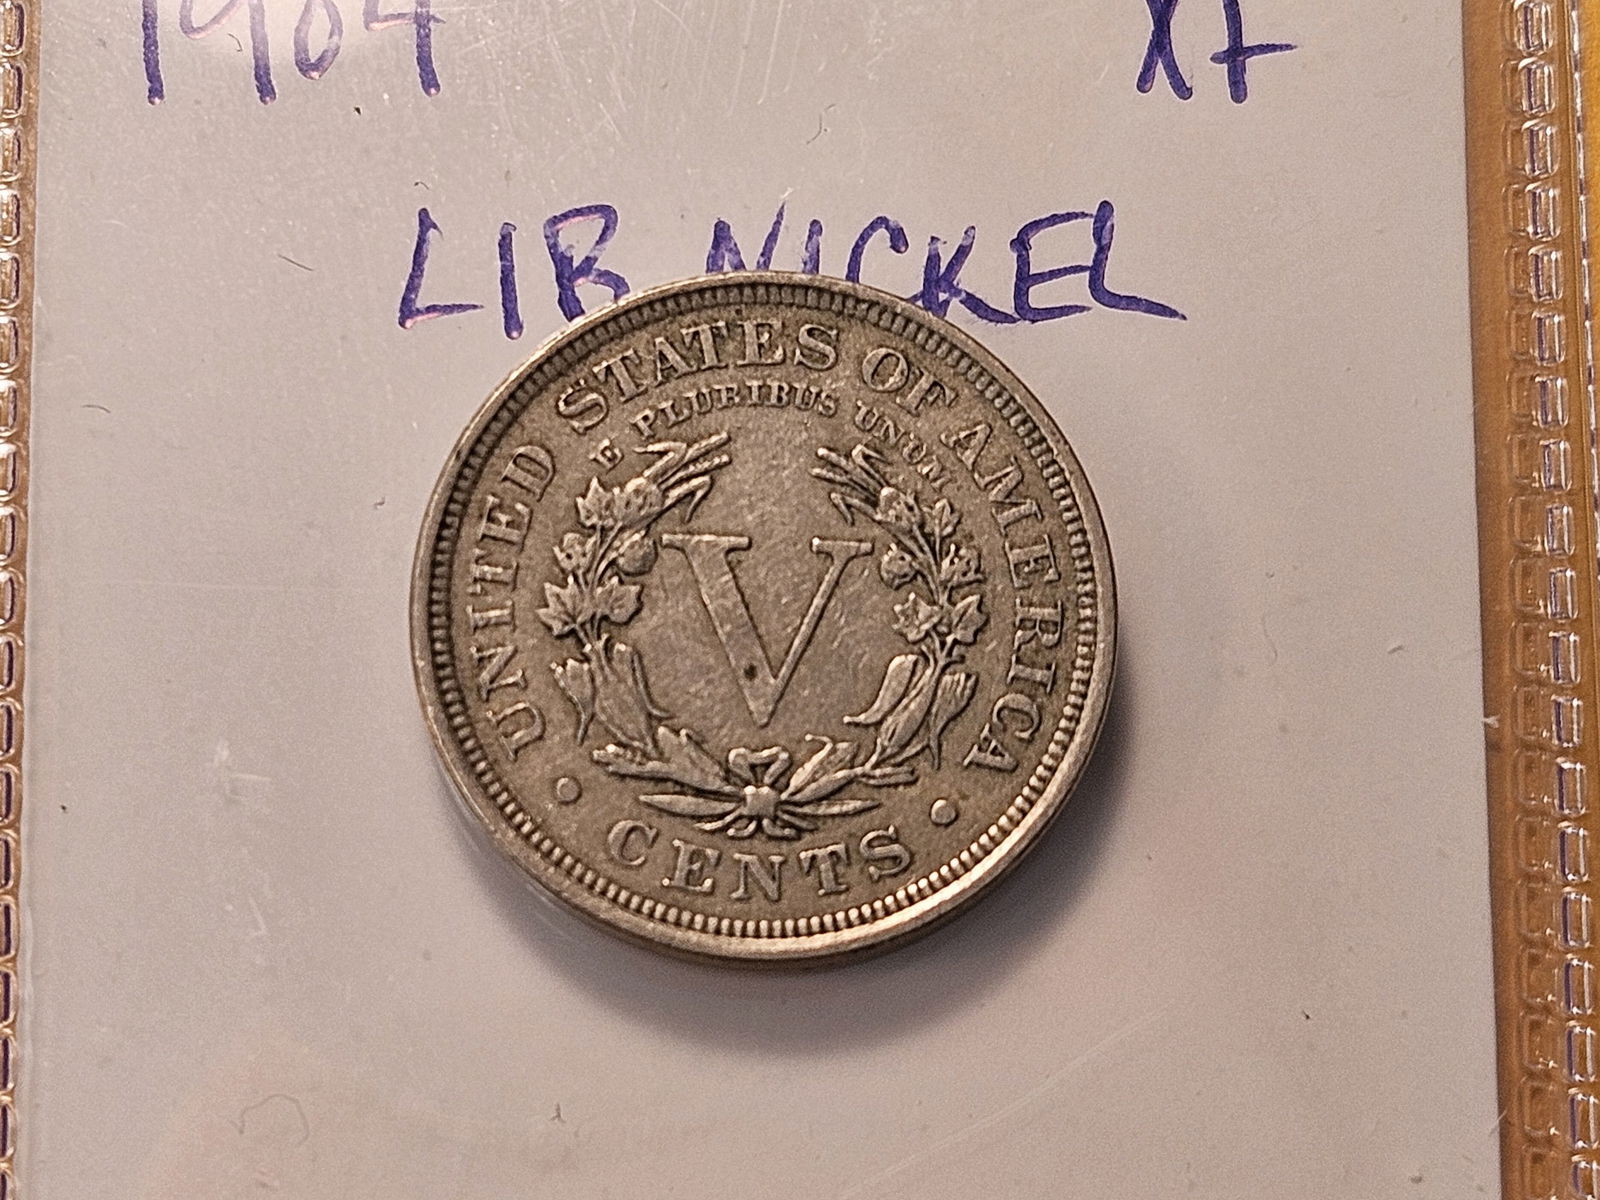 1904 XF
LIB NICKEL
UNITED STATES OF AMERICA
E PLURIBUS UNUM
V
CENTS